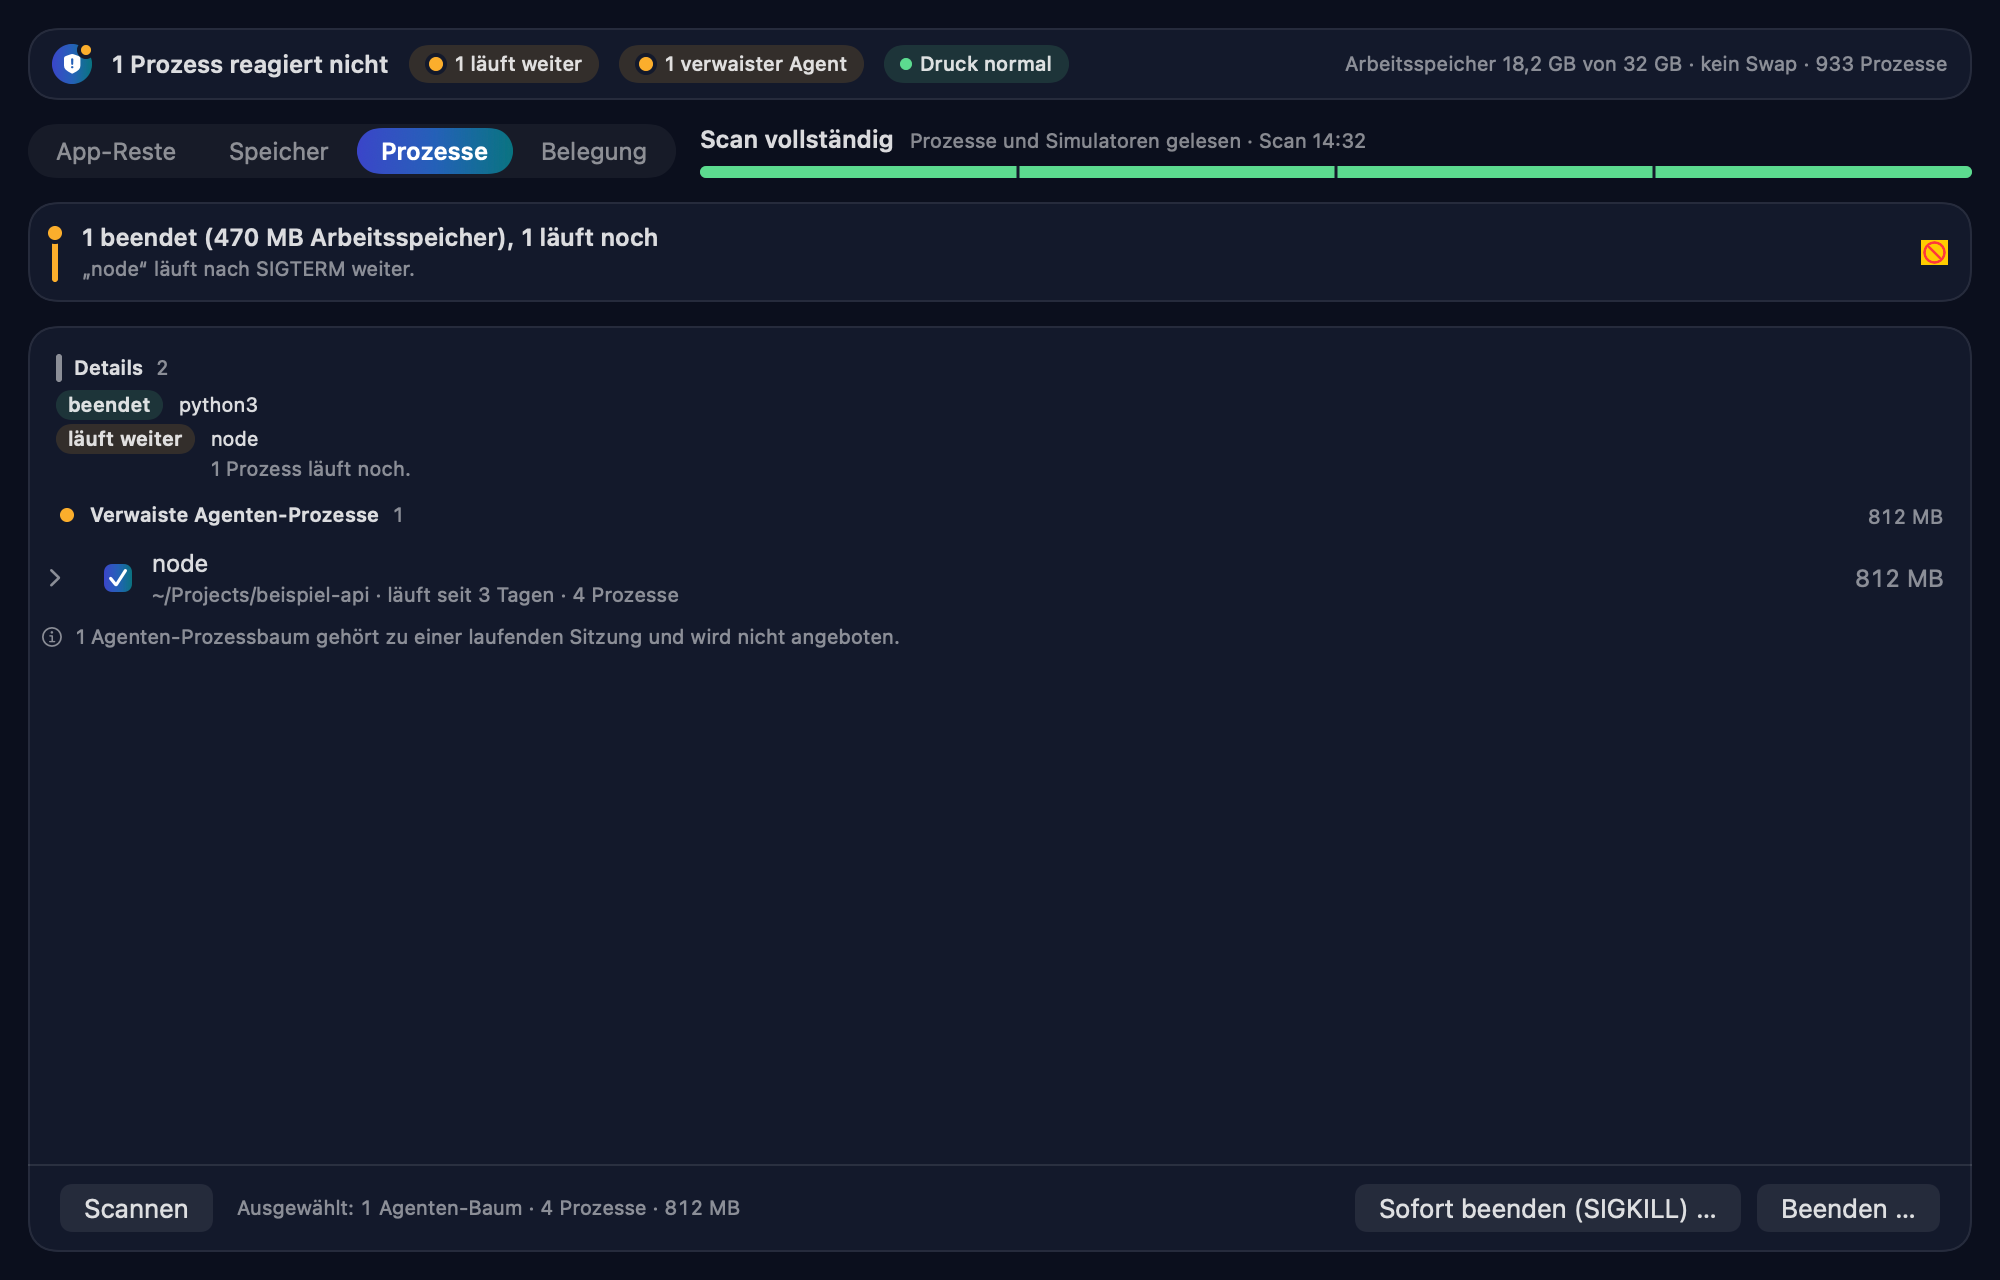 1 Prozess reagiert nicht
1 läuft weiter
1 verwaister Agent
Druck normal
Arbeitsspeicher 18,2 GB von 32 GB · kein Swap · 933 Prozesse
App-Reste
Speicher
Prozesse
Belegung
Scan vollständig
Prozesse und Simulatoren gelesen · Scan 14:32
1 beendet (470 MB Arbeitsspeicher), 1 läuft noch
„node“ läuft nach SIGTERM weiter.
Details 2
beendet python3
läuft weiter node
1 Prozess läuft noch.
Verwaiste Agenten-Prozesse 1
812 MB
node
~/Projects/beispiel-api · läuft seit 3 Tagen · 4 Prozesse
812 MB
1 Agenten-Prozessbaum gehört zu einer laufenden Sitzung und wird nicht angeboten.
Scannen
Ausgewählt: 1 Agenten-Baum · 4 Prozesse · 812 MB
Sofort beenden (SIGKILL) ...
Beenden ...